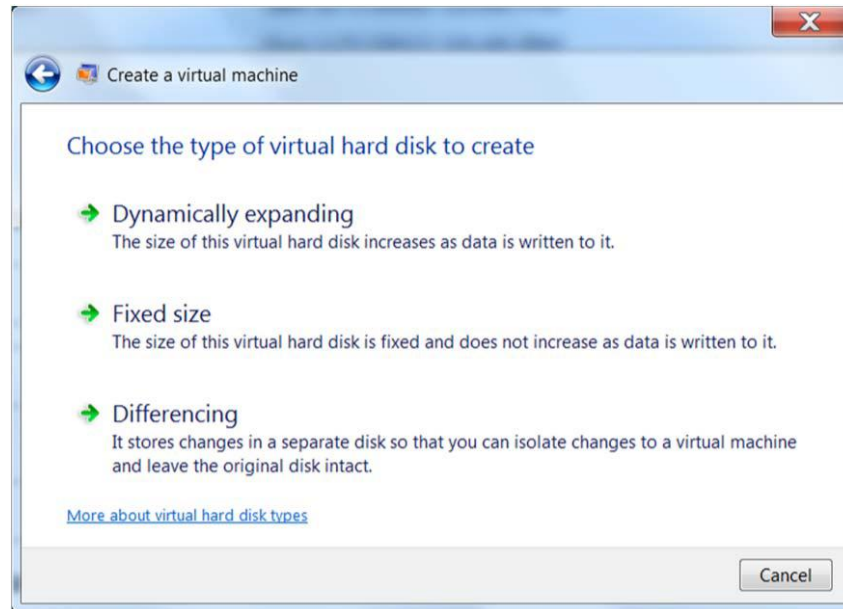 Create a virtual machine
Choose the type of virtual hard disk to create
Dynamically expanding
The size of this virtual hard disk increases as data is written to it.
Fixed size
The size of this virtual hard disk is fixed and does not increase as data is written to it.
Differencing
It stores changes in a separate disk so that you can isolate changes to a virtual machine
and leave the original disk intact.
More about virtual hard disk types
Cancel